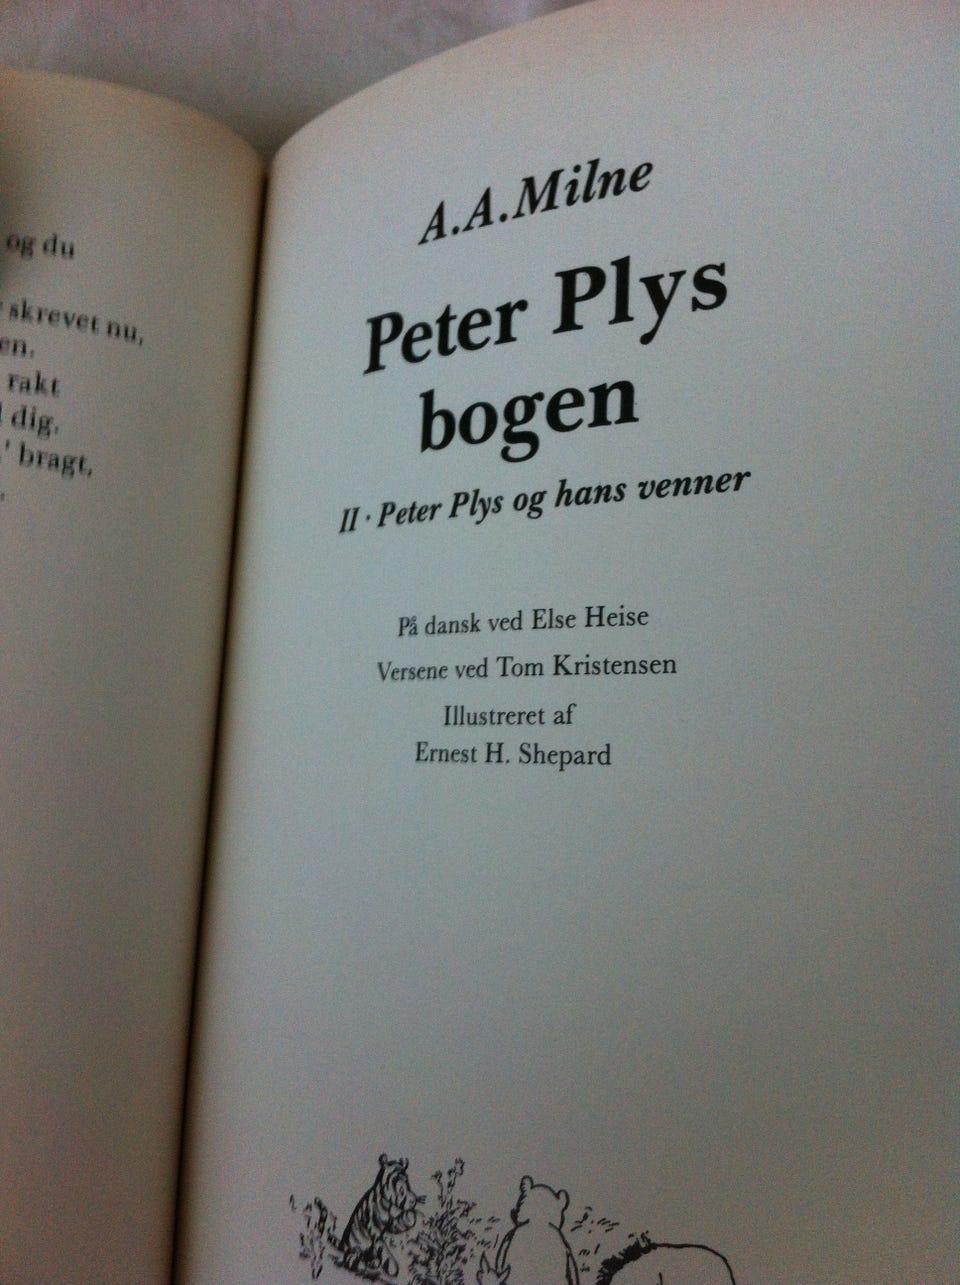 og du
skrevet nu,
en.
rakt
dig.
bragt,
A.A.Milne
Peter Plys
bogen
II · Peter Plys og hans venner
På dansk ved Else Heise
Versene ved Tom Kristensen
Illustreret af
Ernest H. Shepard